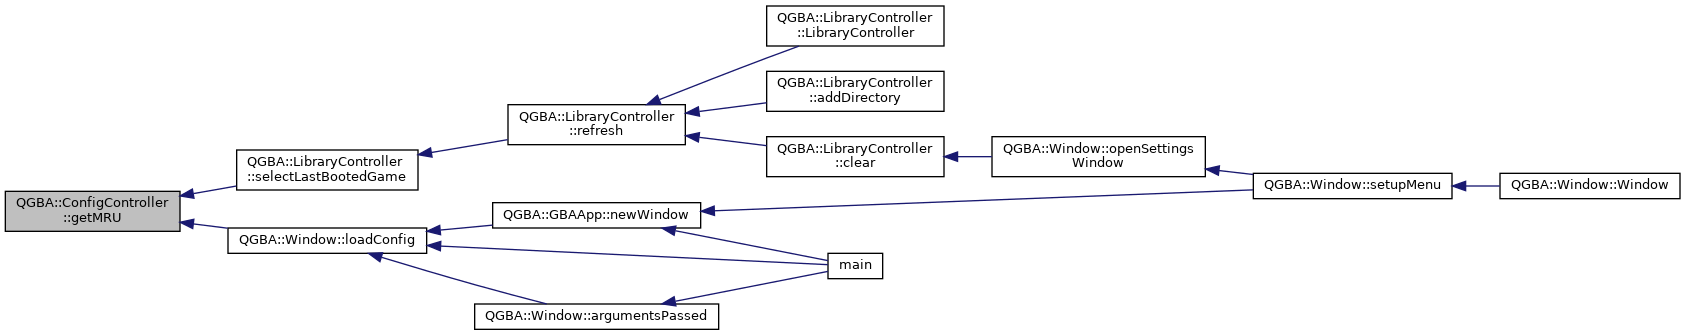 QGBA::LibraryController
::LibraryController
QGBA::LibraryController
::addDirectory
QGBA::LibraryController
::refresh
QGBA::LibraryController
::clear
QGBA::Window::openSettings
Window
QGBA::LibraryController
::selectLastBootedGame
QGBA::Window::setupMenu
QGBA::Window::Window
QGBA::ConfigController
::getMRU
QGBA::GBAApp::newWindow
QGBA::Window::loadConfig
main
QGBA::Window::argumentsPassed